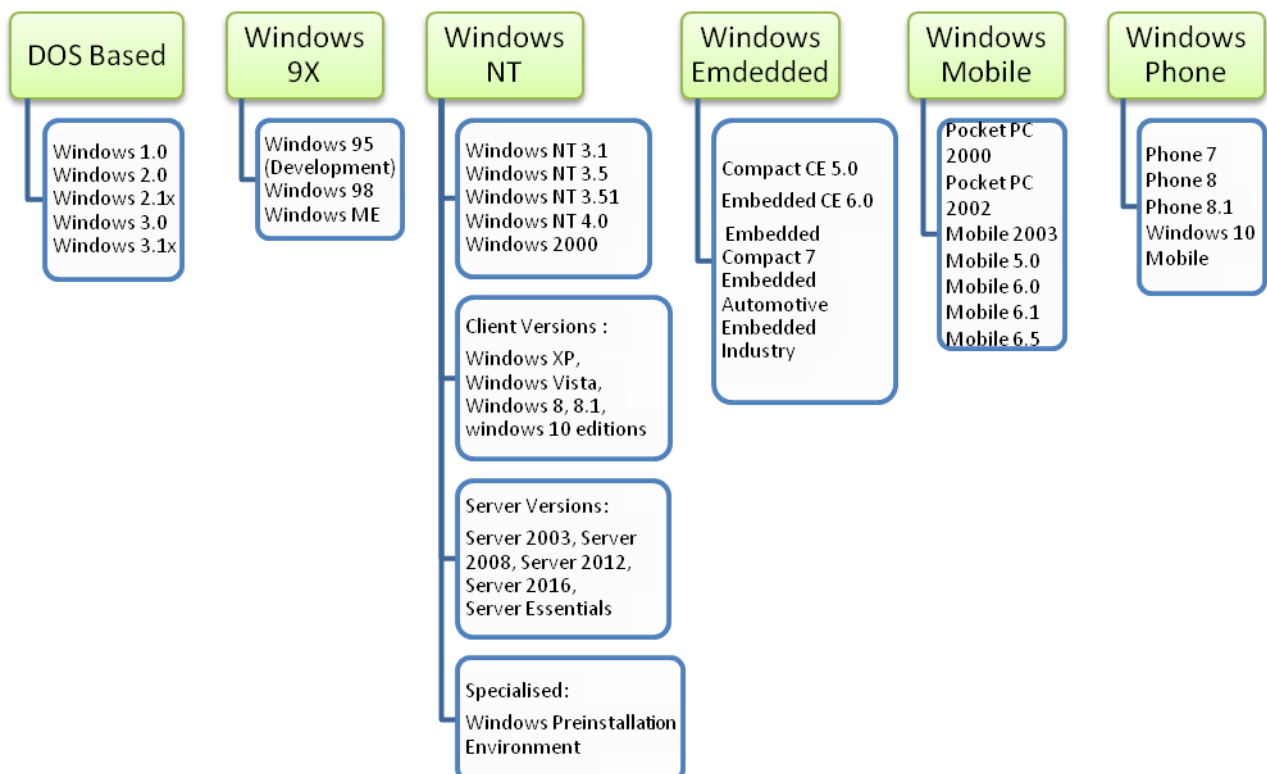 DOS Based
Windows 1.0
Windows 2.0
Windows 2.1x
Windows 3.0
Windows 3.1x
Windows
9X
Windows 95
(Development)
Windows 98
Windows ME
Windows
NT
Windows NT 3.1
Windows NT 3.5
Windows NT 3.51
Windows NT 4.0
Windows 2000
Client Versions :
Windows XP,
Windows Vista,
Windows 8, 8.1,
windows 10 editions
Server Versions:
Server 2003, Server
2008, Server 2012,
Server 2016,
Server Essentials
Specialised:
Windows Preinstallation
Environment
Windows
Emdedded
Compact CE 5.0
Embedded CE 6.0
Embedded
Compact 7
Embedded
Automotive
Embedded
Industry
Windows
Mobile
Pocket PC
2000
Pocket PC
2002
Mobile 2003
Mobile 5.0
Mobile 6.0
Mobile 6.1
Mobile 6.5
Windows
Phone
Phone 7
Phone 8
Phone 8.1
Windows 10
Mobile